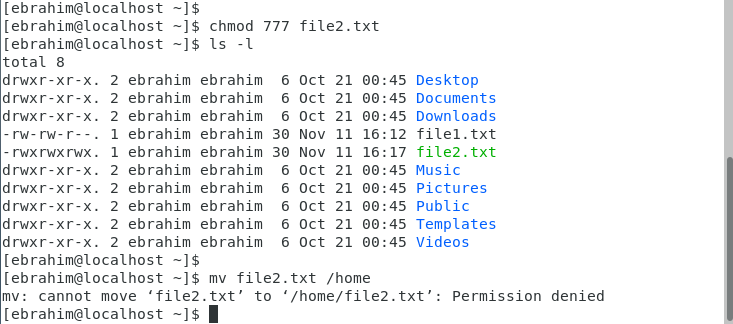 [ebrahim@localhost ~]$
[ebrahim@localhost ~]$ chmod 777 file2.txt
[ebrahim@localhost ~]$ ls -l
total 8
drwxr-xr-x. 2 ebrahim ebrahim  6 Oct 21 00:45 Desktop
drwxr-xr-x. 2 ebrahim ebrahim  6 Oct 21 00:45 Documents
drwxr-xr-x. 2 ebrahim ebrahim  6 Oct 21 00:45 Downloads
-rw-rw-r--. 1 ebrahim ebrahim 30 Nov 11 16:12 file1.txt
-rwxrwxrwx. 1 ebrahim ebrahim 30 Nov 11 16:17 file2.txt
drwxr-xr-x. 2 ebrahim ebrahim  6 Oct 21 00:45 Music
drwxr-xr-x. 2 ebrahim ebrahim  6 Oct 21 00:45 Pictures
drwxr-xr-x. 2 ebrahim ebrahim  6 Oct 21 00:45 Public
drwxr-xr-x. 2 ebrahim ebrahim  6 Oct 21 00:45 Templates
drwxr-xr-x. 2 ebrahim ebrahim  6 Oct 21 00:45 Videos
[ebrahim@localhost ~]$
[ebrahim@localhost ~]$ mv file2.txt /home
mv: cannot move ‘file2.txt’ to ‘/home/file2.txt’: Permission denied
[ebrahim@localhost ~]$